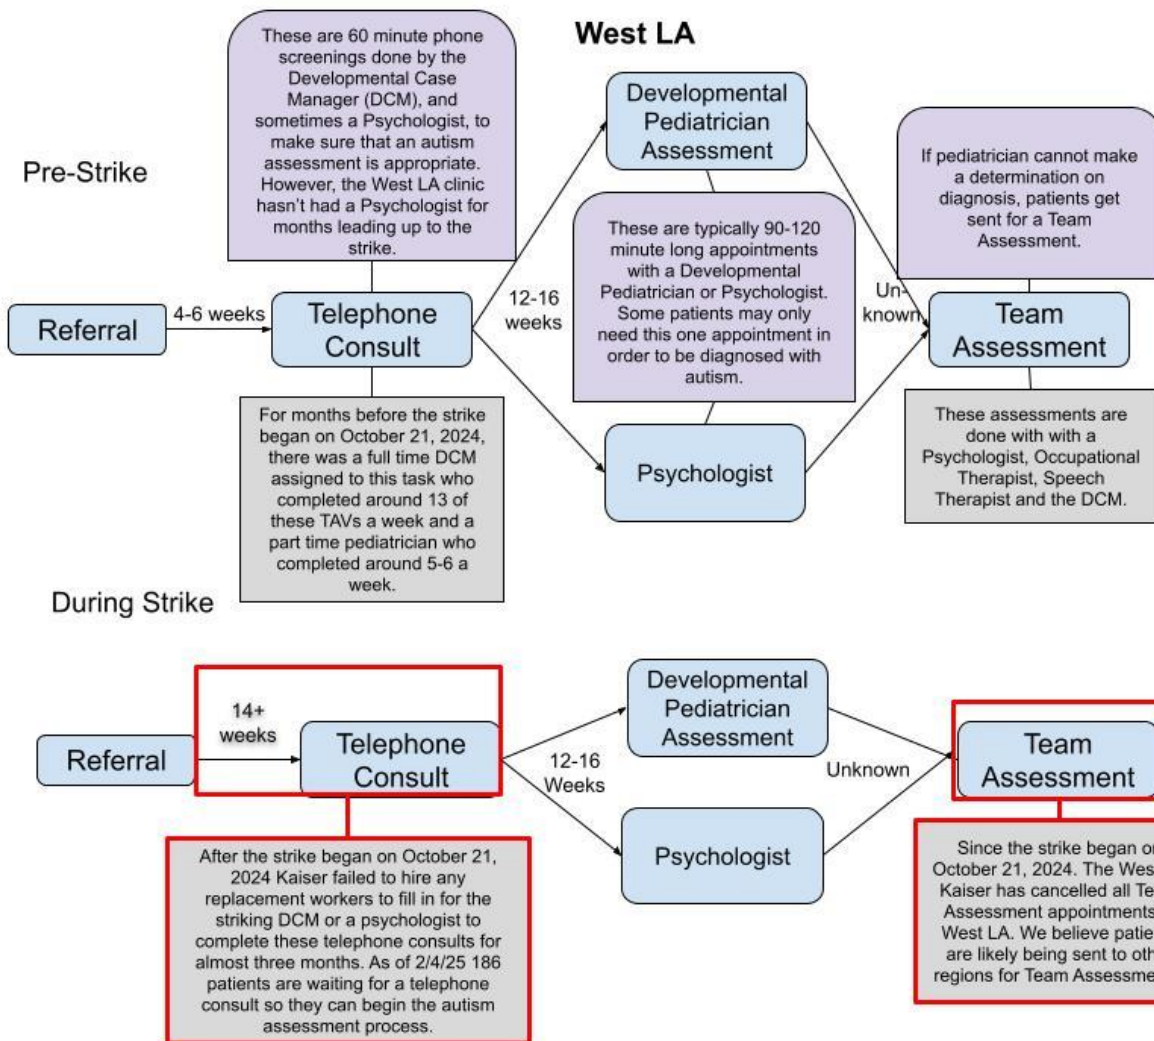 West LA
Pre-Strike
These are 60 minute phone
screenings done by the
Developmental Case
Manager (DCM), and
sometimes a Psychologist, to
make sure that an autism
assessment is appropriate.
However, the West LA clinic
hasn't had a Psychologist for
months leading up to the
strike.
Referral
4-6 weeks
Telephone
Consult
For months before the strike
began on October 21, 2024,
there was a full time DCM
assigned to this task who
completed around 13 of
these TAVs a week and a
part time pediatrician who
completed around 5-6 a
week.
12-16
weeks
Developmental
Pediatrician
Assessment
These are typically 90-120
minute long appointments
with a Developmental
Pediatrician or Psychologist.
Some patients may only
need this one appointment in
order to be diagnosed with
autism.
Psychologist
Un-
known
If pediatrician cannot make
a determination on
diagnosis, patients get
sent for a Team
Assessment.
Team
Assessment
These assessments are
done with with a
Psychologist, Occupational
Therapist, Speech
Therapist and the DCM.
During Strike
Referral
14+
weeks
Telephone
Consult
After the strike began on October 21,
2024 Kaiser failed to hire any
replacement workers to fill in for the
striking DCM or a psychologist to
complete these telephone consults for
almost three months. As of 2/4/25 186
patients are waiting for a telephone
consult so they can begin the autism
assessment process.
12-16
Weeks
Developmental
Pediatrician
Assessment
Psychologist
Unknown
Team
Assessment
Since the strike began
October 21, 2024. The
Kaiser has cancelled all
Assessment appointments
West LA. We believe
are likely being sent to
regions for Team